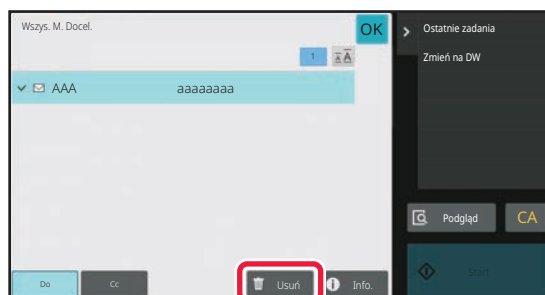 Wszys. M. Docel.
OK
1
A A
AAA aaaaaaaa
Do
Cc
Usuń
Info.
Ostatnie zadania
Zmień na DW
Podgląd
CA
Start